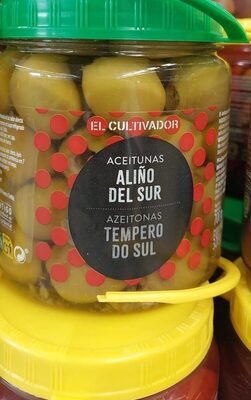 EL CULTIVADOR
ACEITUNAS
ALIÑO
DEL SUR
AZEITONAS
TEMPERO
DO SUL